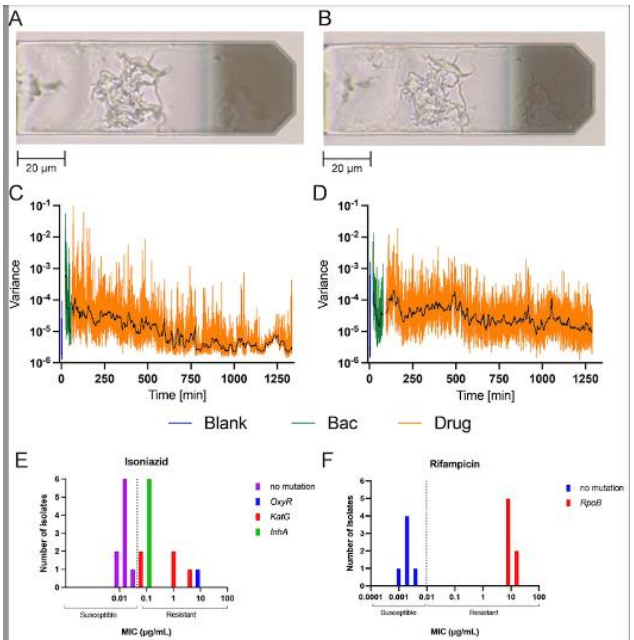 A
B
20 µm
20 µm
C
D
10-1
10-2
10-3
10-4
10-5
10-6
Variance
0 250 500 750 1000 1250
Time [min]
10-1
10-2
10-3
10-4
10-5
10-6
Variance
0 250 500 750 1000 1250
Time [min]
Blank Bac Drug
E
Isoniazid
6
5
4
3
2
1
0
Number of isolates
0.01 0.1 1 10 100
Susceptible
Resistant
MIC (µg/mL)
no mutation
OxyR
KatG
InhA
F
Rifampicin
6
4
2
0
Number of isolates
0.0001 0.001 0.01 0.1 1 10 100
Susceptible
Resistant
MIC (µg/mL)
no mutation
RpoB